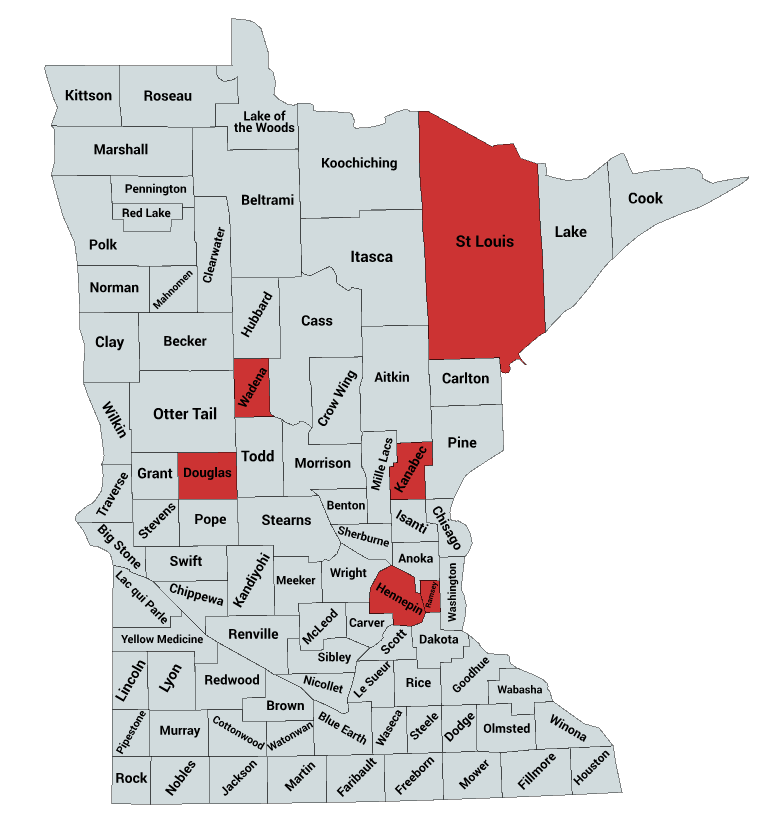 Kittson
Roseau
Lake of
the Woods
Marshall
Koochiching
Pennington
Beltrami
Red Lake
Cook
Lake
St Louis
Polk
Clearwater
Itasca
Norman
Mahnomen
Hubbard
Cass
Clay
Becker
Wadena
Crow Wing
Aitkin
Carlton
Wilkin
Otter Tail
Pine
Todd
Morrison
Mille Lacs
Kanabec
Grant
Douglas
Traverse
Stevens
Pope
Stearns
Benton
Isanti
Chisago
Sherburne
Big Stone
Swift
Kandiyohi
Anoka
Meeker
Wright
Washington
Hennepin
Ramsey
Lac qui Parle
Chippewa
McLeod
Carver
Renville
Yellow Medicine
Scott
Dakota
Sibley
Lincoln
Lyon
Redwood
Nicollet
Le Sueur
Rice
Goodhue
Wabasha
Brown
Pipestone
Murray
Cottonwood
Watonwan
Blue Earth
Waseca
Steele
Dodge
Olmsted
Winona
Rock
Nobles
Jackson
Martin
Faribault
Freeborn
Mower
Fillmore
Houston